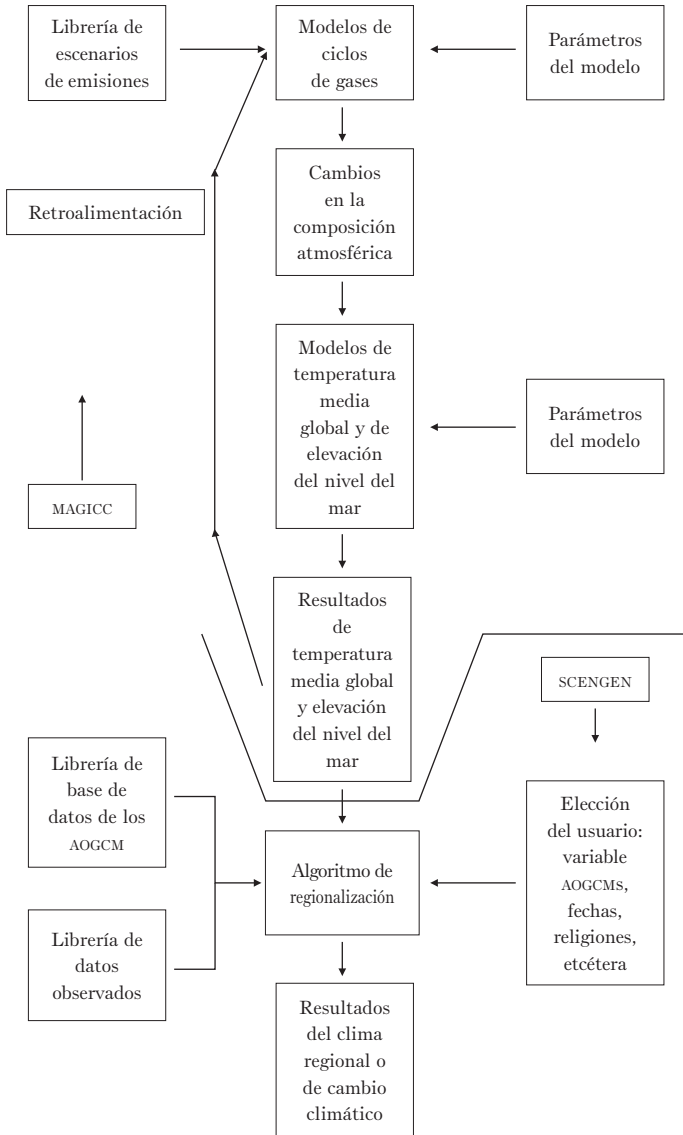 Librería de
escenarios
de emisiones
Modelos de
ciclos
de gases
Parámetros
del modelo
Cambios
en la
composición
atmosférica
Retroalimentación
Modelos de
temperatura
media
global y de
elevación
del nivel del
mar
Parámetros
del modelo
MAGICC
Resultados
de
temperatura
media global
y elevación
del nivel del
mar
SCENGEN
Librería de
base de
datos de los
AOGCM
Elección
del usuario:
variable
AOGCMs,
fechas,
religiones,
etcétera
Algoritmo de
regionalización
Librería de
datos
observados
Resultados
del clima
regional o
de cambio
climático